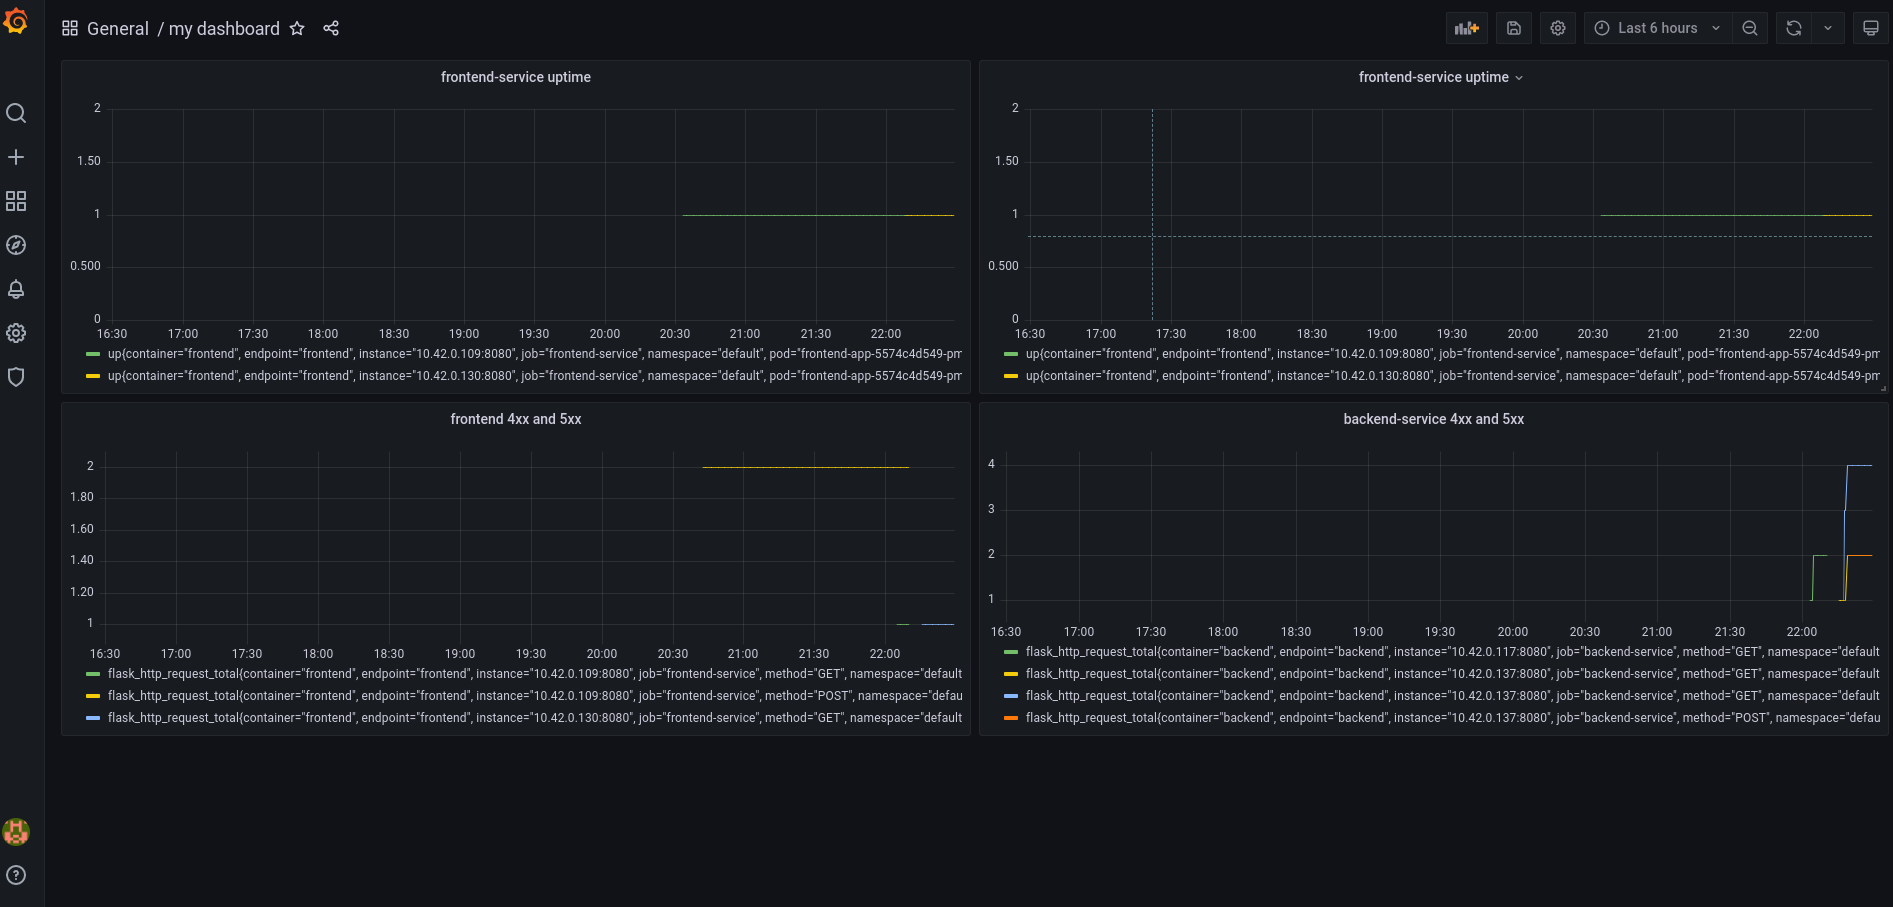 General / my dashboard
Last 6 hours
frontend-service uptime
2
1.50
1
0.500
0
16:30 17:00 17:30 18:00 18:30 19:00 19:30 20:00 20:30 21:00 21:30 22:00
up{container="frontend", endpoint="frontend", instance="10.42.0.109:8080", job="frontend-service", namespace="default", pod="frontend-app-5574c4d549-pm
up{container="frontend", endpoint="frontend", instance="10.42.0.130:8080", job="frontend-service", namespace="default", pod="frontend-app-5574c4d549-pm
frontend-service uptime
2
1.50
1
0.500
0
16:30 17:00 17:30 18:00 18:30 19:00 19:30 20:00 20:30 21:00 21:30 22:00
up{container="frontend", endpoint="frontend", instance="10.42.0.109:8080", job="frontend-service", namespace="default", pod="frontend-app-5574c4d549-pm
up{container="frontend", endpoint="frontend", instance="10.42.0.130:8080", job="frontend-service", namespace="default", pod="frontend-app-5574c4d549-pm
frontend 4xx and 5xx
2
1.80
1.60
1.40
1.20
1
16:30 17:00 17:30 18:00 18:30 19:00 19:30 20:00 20:30 21:00 21:30 22:00
flask_http_request_total{container="frontend", endpoint="frontend", instance="10.42.0.109:8080", job="frontend-service", method="GET", namespace="default
flask_http_request_total{container="frontend", endpoint="frontend", instance="10.42.0.109:8080", job="frontend-service", method="POST", namespace="defau
flask_http_request_total{container="frontend", endpoint="frontend", instance="10.42.0.130:8080", job="frontend-service", method="GET", namespace="default
backend-service 4xx and 5xx
4
3
2
1
16:30 17:00 17:30 18:00 18:30 19:00 19:30 20:00 20:30 21:00 21:30 22:00
flask_http_request_total{container="backend", endpoint="backend", instance="10.42.0.117:8080", job="backend-service", method="GET", namespace="default
flask_http_request_total{container="backend", endpoint="backend", instance="10.42.0.137:8080", job="backend-service", method="GET", namespace="default
flask_http_request_total{container="backend", endpoint="backend", instance="10.42.0.137:8080", job="backend-service", method="GET", namespace="default
flask_http_request_total{container="backend", endpoint="backend", instance="10.42.0.137:8080", job="backend-service", method="POST", namespace="defau